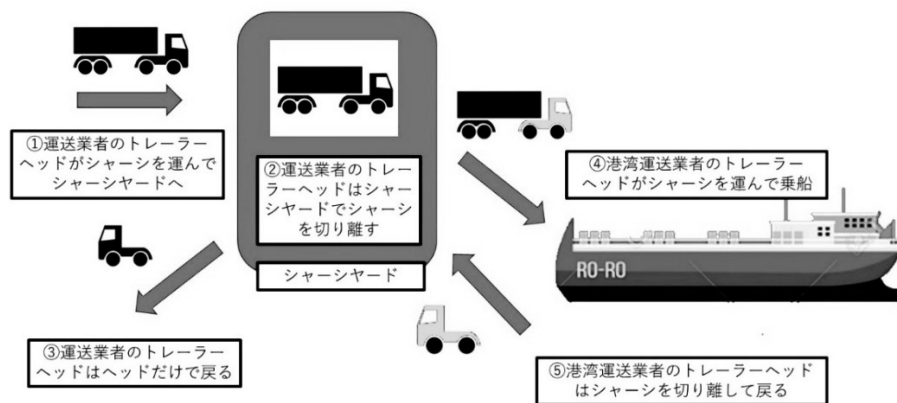 ①運送業者のトレーラー
ヘッドがシャーシを運んで
シャーシヤードへ
②運送業者のトレー
ラーヘッドはシャー
シヤードでシャーシ
を切り離す
シャーシヤード
③運送業者のトレーラー
ヘッドはヘッドだけで戻る
④港湾運送業者のトレーラー
ヘッドがシャーシを運んで乗船
RO-RO
⑤港湾運送業者のトレーラーヘッド
はシャーシを切り離して戻る